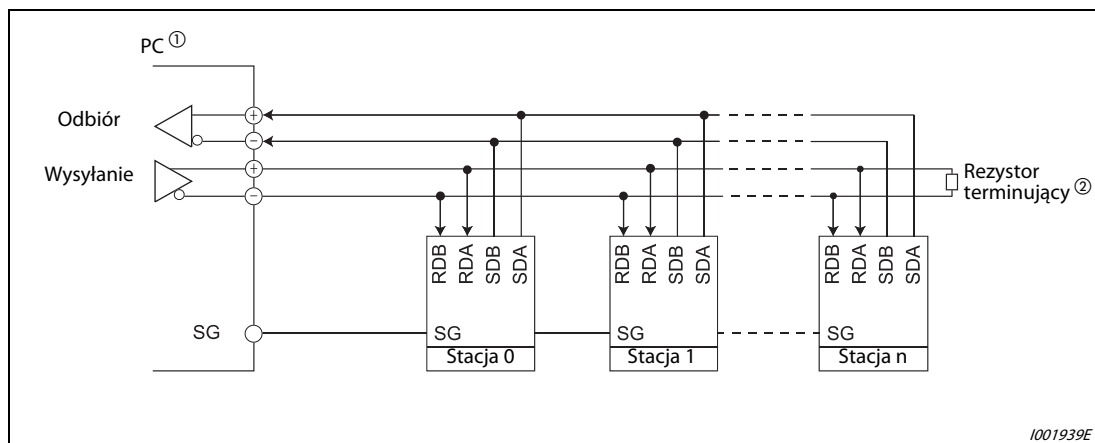 PC ①
Odbiór
+
−
Wysyłanie
+
−
Rezystor
terminujący ②
RDB RDA SDB SDA
RDB RDA SDB SDA
RDB RDA SDB SDA
SG
SG
SG
SG
Stacja 0
Stacja 1
Stacja n
I001939E